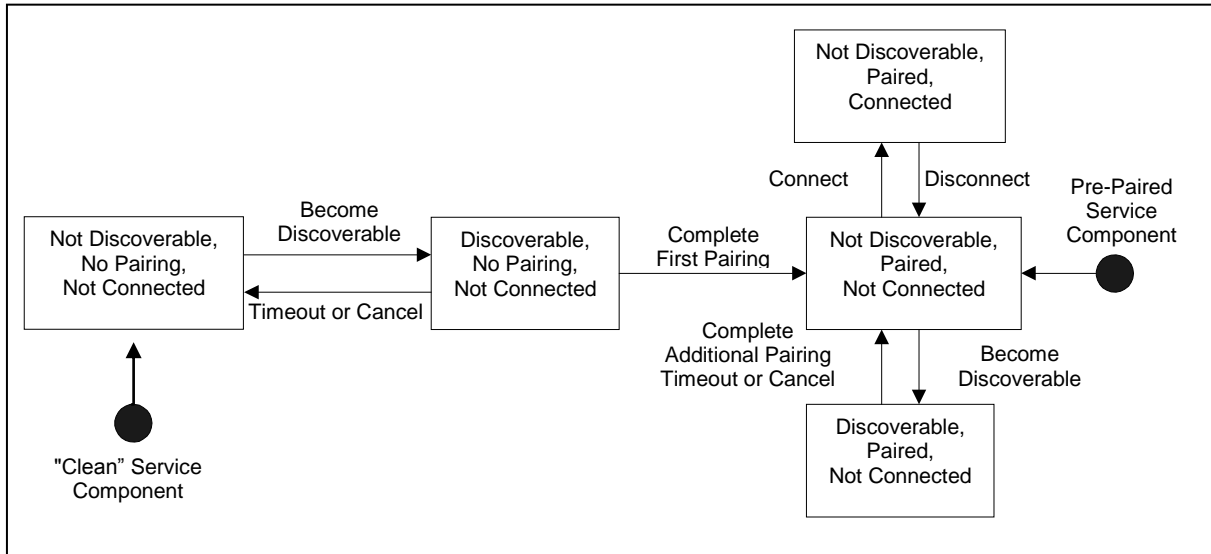 Not Discoverable,
Paired,
Connected
Connect
Disconnect
Pre-Paired
Service
Component
Become
Discoverable
Not Discoverable,
No Pairing,
Not Connected
Discoverable,
No Pairing,
Not Connected
Complete
First Pairing
Not Discoverable,
Paired,
Not Connected
Timeout or Cancel
Complete
Additional Pairing
Timeout or Cancel
Become
Discoverable
Discoverable,
Paired,
Not Connected
"Clean” Service
Component